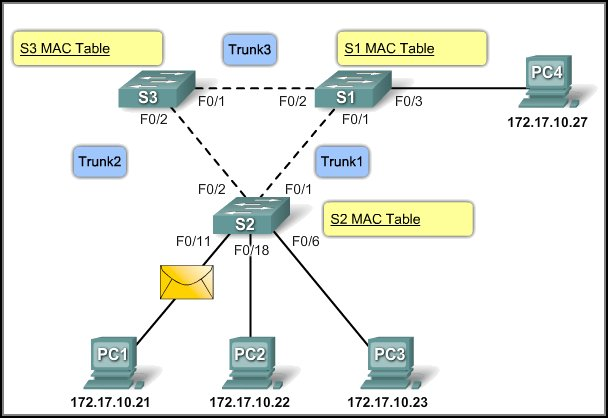 S3 MAC Table
Trunk3
S1 MAC Table
PC4
S3
F0/1
F0/2
S1
F0/3
F0/2
F0/1
172.17.10.27
Trunk2
Trunk1
F0/2
F0/1
S2
S2 MAC Table
F0/11
F0/18
F0/6
PC1
PC2
PC3
172.17.10.21
172.17.10.22
172.17.10.23